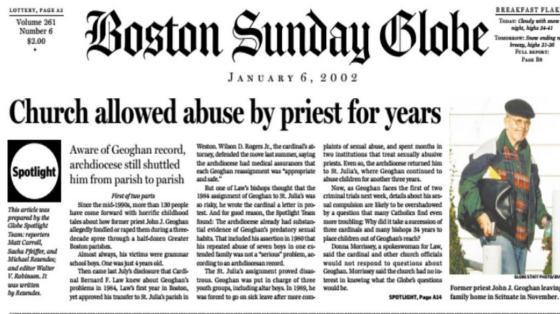 LOTTERY, PAGE A2
Volume 261
Number 6
$2.00
Boston Sunday Globe
JANUARY 6, 2002
BREAKFAST FLAK
TODAY: Cloudy with snow at
night, highs 36-41
TOMORROW: Snow ending
breezy, highs 31-36
FULL REPORT:
PAGE B8
Church allowed abuse by priest for years
Spotlight
This article was
prepared by the
Globe Spotlight
Team: reporters
Matt Carroll,
Sacha Pfeiffer, and
Michael Rezendes;
and editor Walter
V. Robinson. It
was written
by Rezendes.
Aware of Geoghan record,
archdiocese still shuttled
him from parish to parish
First of two parts
Since the mid-1990s, more than 130 people
have come forward with horrific childhood
tales about how former priest John J. Geoghan
allegedly fondled or raped them during a three-
decade spree through a half-dozen Greater
Boston parishes.
Almost always, his victims were grammar
school boys. One was just 4 years old.
Then came last July's disclosure that Cardi-
nal Bernard F. Law knew about Geoghan's
problems in 1984, Law's first year in Boston,
yet approved his transfer to St. Julia's parish in
Weston. Wilson D. Rogers Jr., the cardinal's at-
torney, defended the move last summer, saying
the archdiocese had medical assurances that
each Geoghan reassignment was "appropriate
and safe."
But one of Law's bishops thought that the
1984 assignment of Geoghan to St. Julia's was
so risky, he wrote the cardinal a letter in pro-
test. And for good reason, the Spotlight Team
found: The archdiocese already had substan-
tial evidence of Geoghan's predatory sexual
habits. That included his assertion in 1980 that
his repeated abuse of seven boys in one ex-
tended family was not a "serious" problem, ac-
cording to an archdiocesan record.
The St. Julia's assignment proved disas-
trous. Geoghan was put in charge of three
youth groups, including altar boys. In 1989, he
was forced to go on sick leave after more com-
plaints of sexual abuse, and spent months in
two institutions that treat sexually abusive
priests. Even so, the archdiocese returned him
to St. Julia's, where Geoghan continued to
abuse children for another three years.
Now, as Geoghan faces the first of two
criminal trials next week, details about his sex-
ual compulsion are likely to be overshadowed
by a question that many Catholics find even
more troubling: Why did it take a succession of
three cardinals and many bishops 34 years to
place children out of Geoghan's reach?
Donna Morrissey, a spokeswoman for Law,
said the cardinal and other church officials
would not respond to questions about
Geoghan. Morrissey said the church had no in-
terest in knowing what the Globe's questions
would be.
SPOTLIGHT, Page A14
GLOBE STAFF PHOTO/
Former priest John J. Geoghan leaving
family home in Scituate in November.